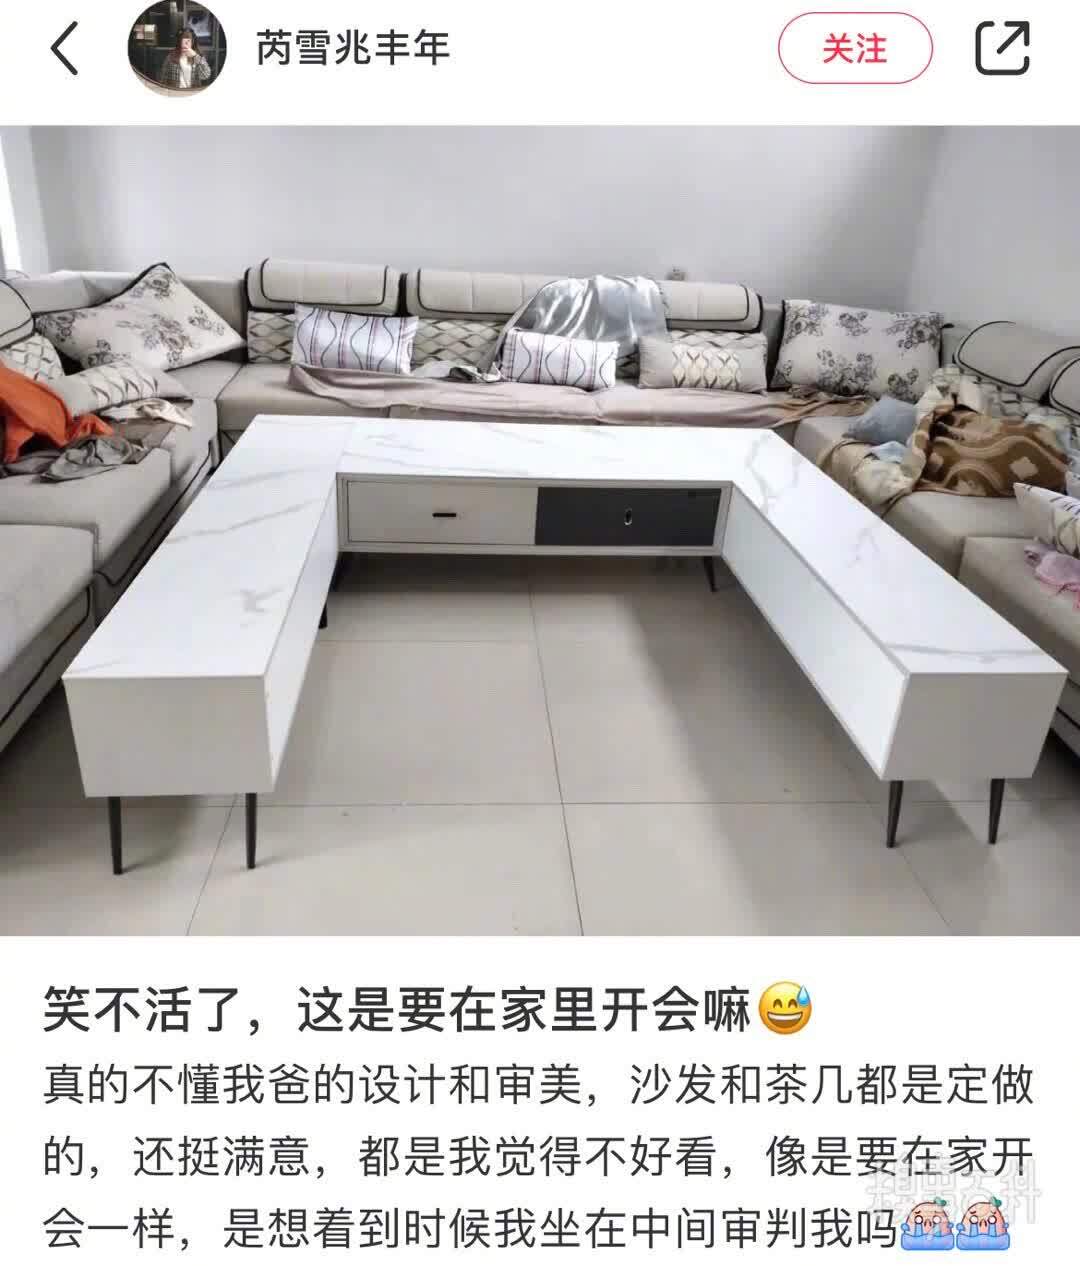 芮雪兆丰年
关注
笑不活了，这是要在家里开会嘛😅
真的不懂我爸的设计和审美，沙发和茶几都是定做
的，还挺满意，都是我觉得不好看，像是要在家开
会一样，是想着到时候我坐在中间审判我吗